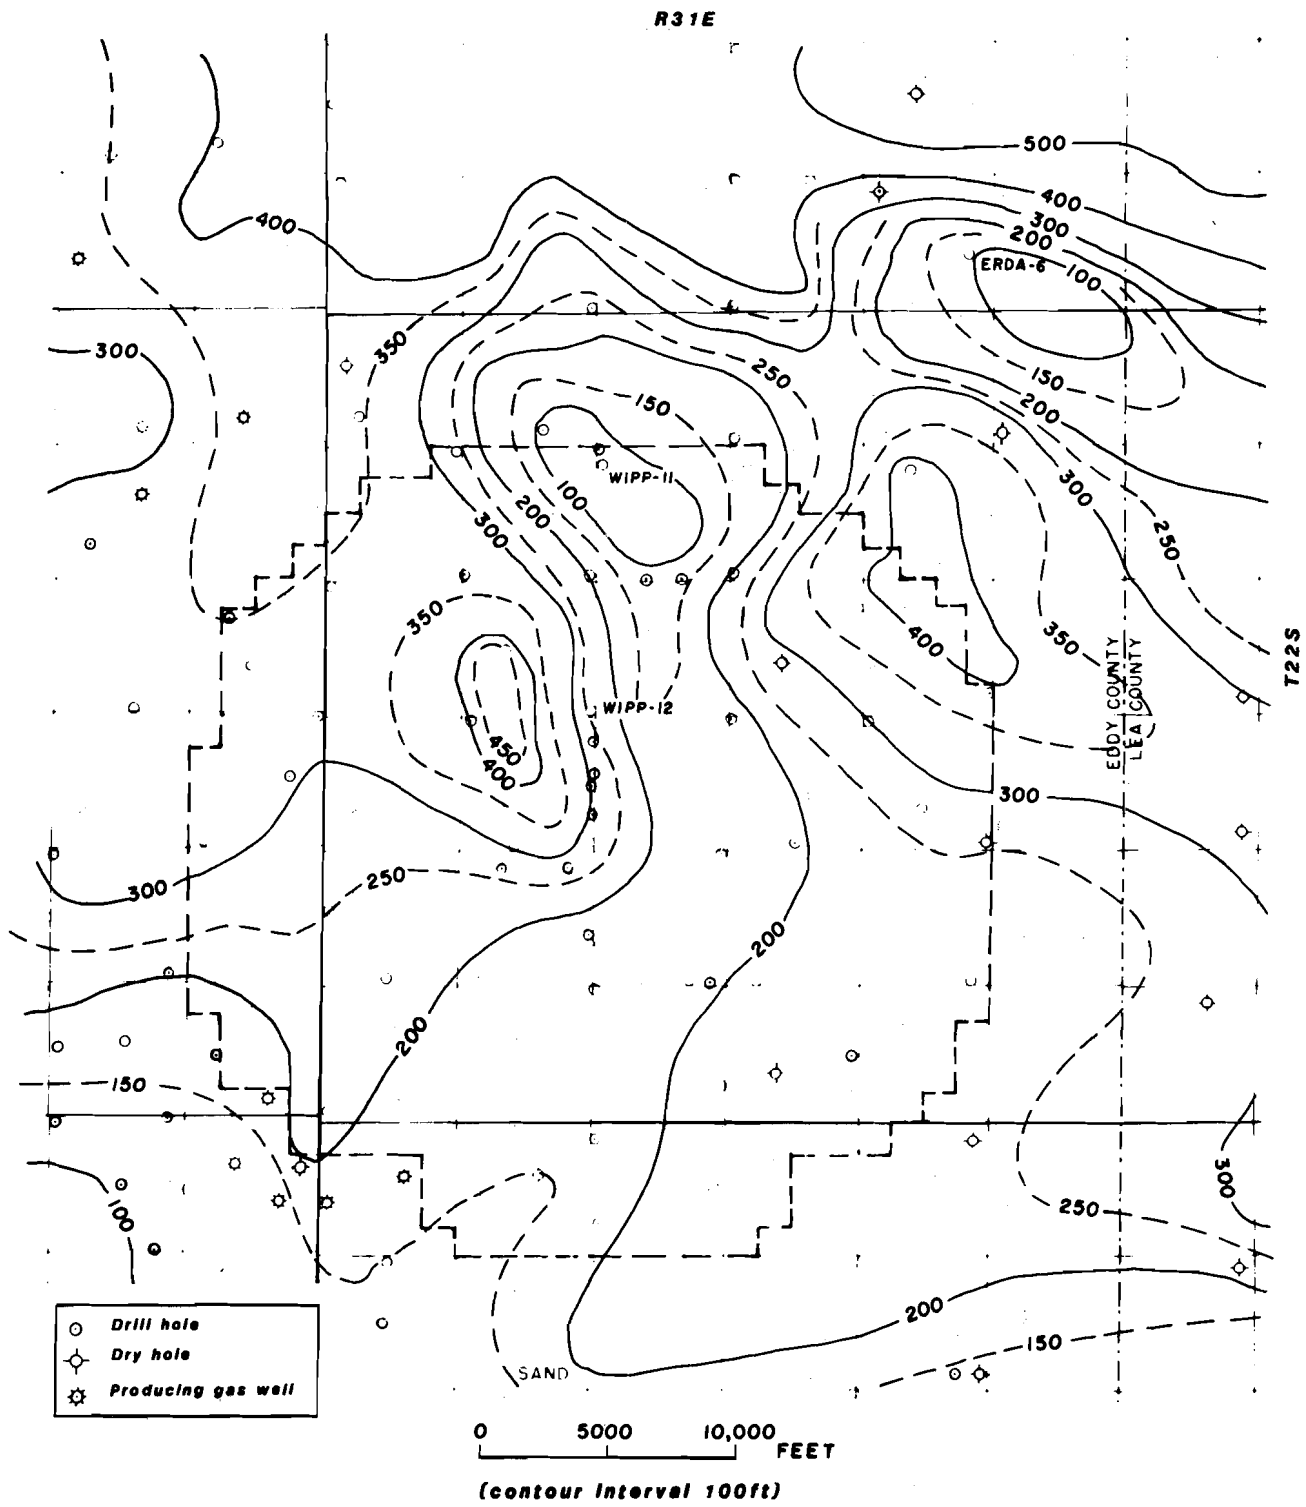 R31E
500
400
400
300
200
ERDA-6
100
300
350
250
150
150
200
WIPP-11
100
200
300
300
250
350
400
350
T22S
EDDY COUNTY
LEA COUNTY
WIPP-12
450
400
300
300
250
200
200
150
300
100
250
200
150
SAND
Drill hole
Dry hole
Producing gas well
0 5000 10,000 FEET
(contour interval 100ft)